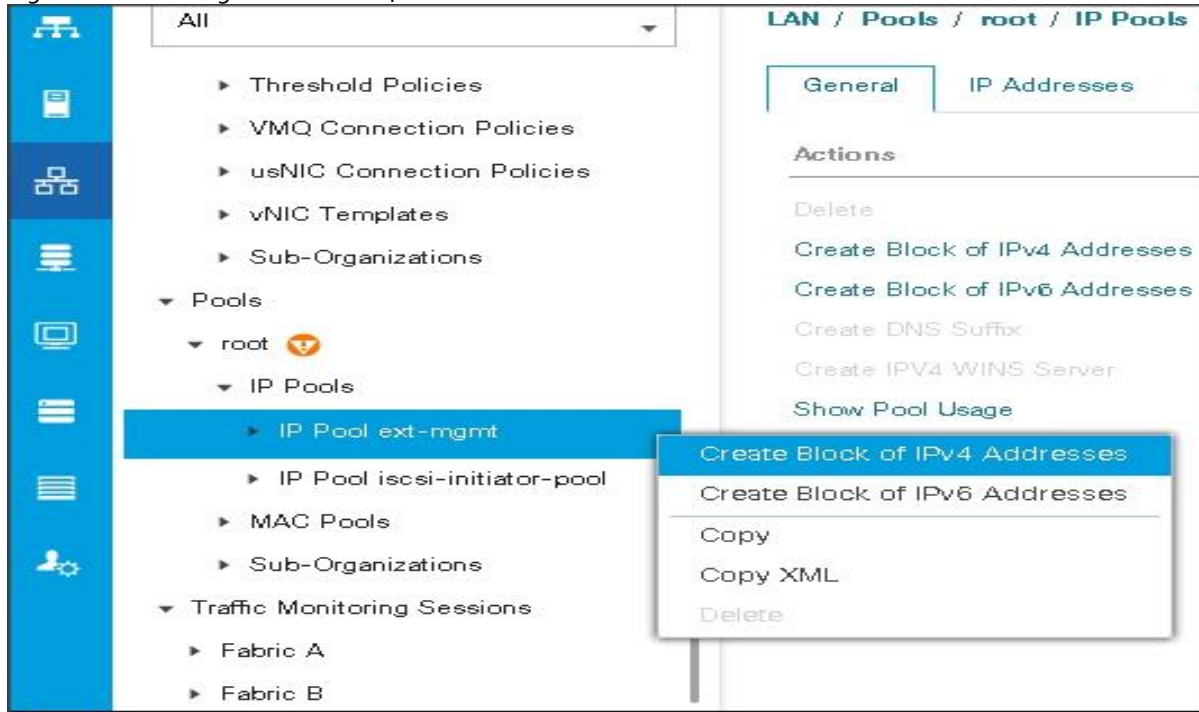 All
Threshold Policies
VMQ Connection Policies
usNIC Connection Policies
vNIC Templates
Sub-Organizations
Pools
root
IP Pools
IP Pool ext-mgmt
IP Pool iscsi-initiator-pool
MAC Pools
Sub-Organizations
Traffic Monitoring Sessions
Fabric A
Fabric B
LAN / Pools / root / IP Pools
General
IP Addresses
Actions
Delete
Create Block of IPv4 Addresses
Create Block of IPv6 Addresses
Create DNS Suffix
Create IPV4 WINS Server
Show Pool Usage
Create Block of IPv4 Addresses
Create Block of IPv6 Addresses
Copy
Copy XML
Delete